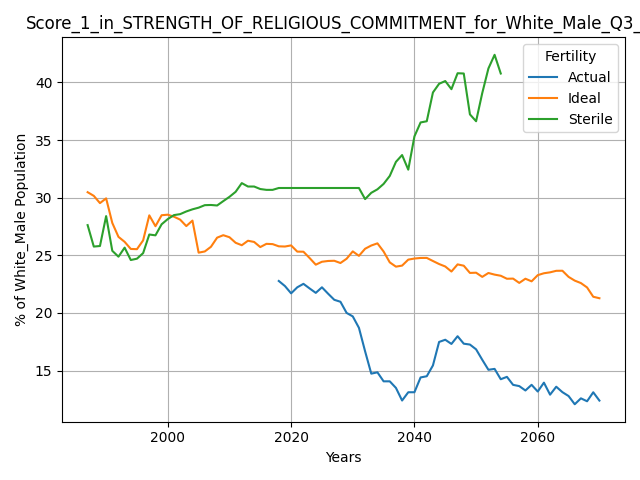 Score_1_in_STRENGTH_OF_RELIGIOUS_COMMITMENT_for_White_Male_Q3_
Fertility
Actual
Ideal
Sterile
% of White_Male Population
40
35
30
25
20
15
2000 2020 2040 2060
Years